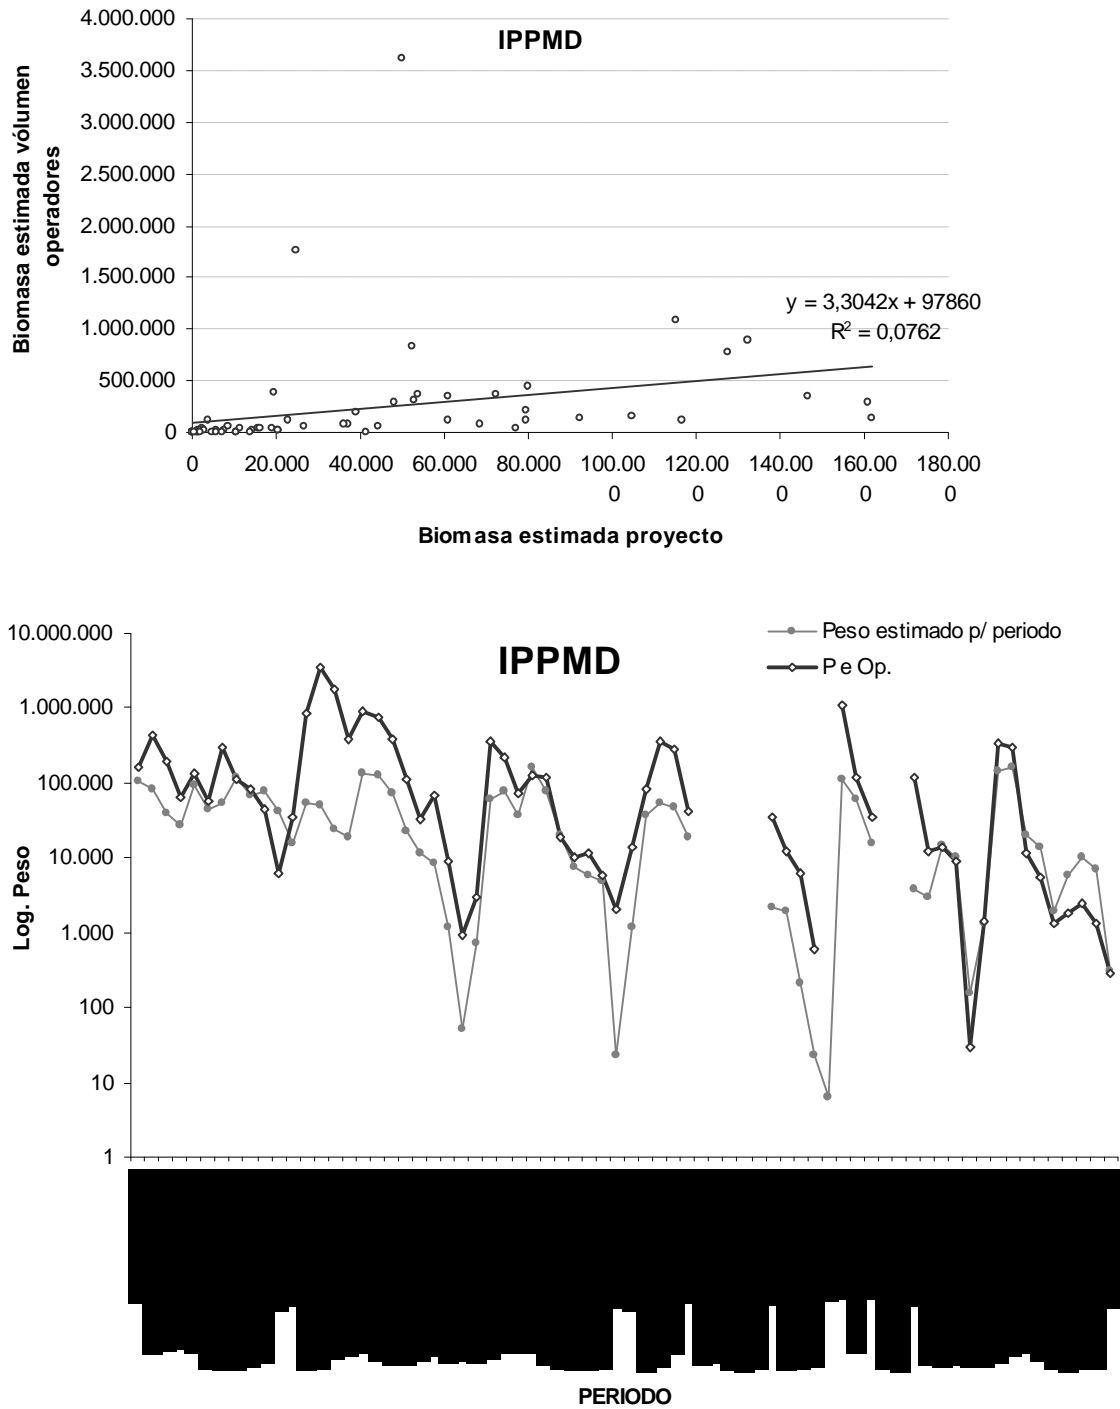 4.000.000
IPPMD
3.500.000
3.000.000
2.500.000
2.000.000
1.500.000
1.000.000
500.000
0
Biomasa estimada vólumen
operadores
y = 3,3042x + 97860
R² = 0,0762
0 20.000 40.000 60.000 80.000 100.00 120.00 140.00 160.00 180.00
0 0 0 0 0
Biomasa estimada proyecto
10.000.000
1.000.000
100.000
10.000
1.000
100
10
1
Log. Peso
IPPMD
Peso estimado p/ periodo
P e Op.
PERIODO